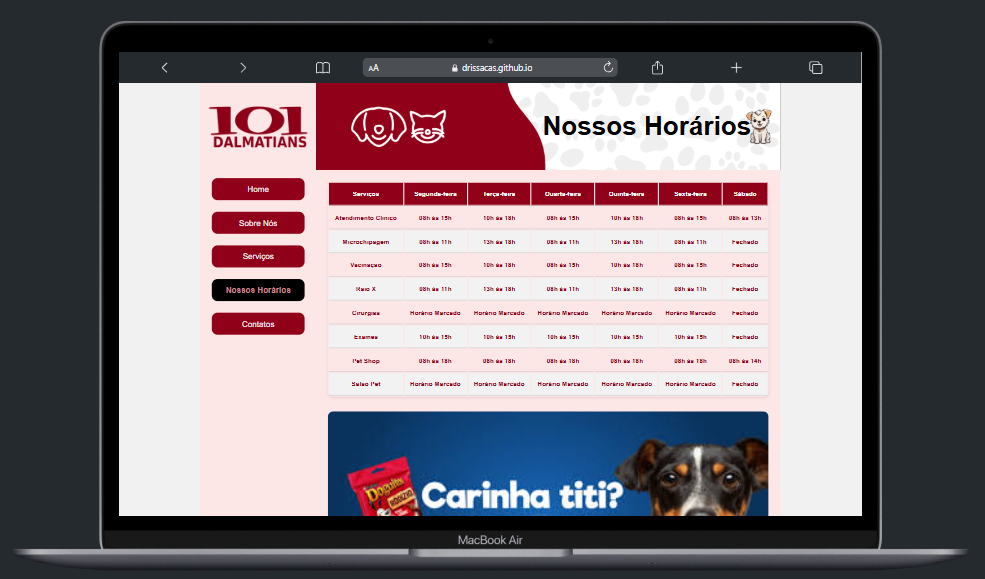 AA drissacas.github.io
101
DALMATIANS
Nossos Horários
Home
Sobre Nós
Serviços
Nossos Horários
Contatos
Serviços Segunda-feira Terça-feira Quarta-feira Quinta-feira Sexta-feira Sábado
Atendimento Clínico 08h às 15h 10h às 18h 08h às 15h 10h às 18h 08h às 15h 08h às 13h
Microchipagem 08h às 11h 13h às 18h 08h às 11h 13h às 18h 08h às 11h Fechado
Vacinação 08h às 15h 10h às 18h 08h às 15h 10h às 18h 08h às 15h Fechado
Raio X 08h às 11h 13h às 18h 08h às 11h 13h às 18h 08h às 11h Fechado
Cirurgias Horário Marcado Horário Marcado Horário Marcado Horário Marcado Horário Marcado Fechado
Exames 10h às 15h 10h às 15h 10h às 15h 10h às 15h 10h às 15h Fechado
Pet Shop 08h às 18h 08h às 18h 08h às 18h 08h às 18h 08h às 18h 08h às 14h
Salão Pet Horário Marcado Horário Marcado Horário Marcado Horário Marcado Horário Marcado Fechado
Doguitos
Carinha titi?
MacBook Air